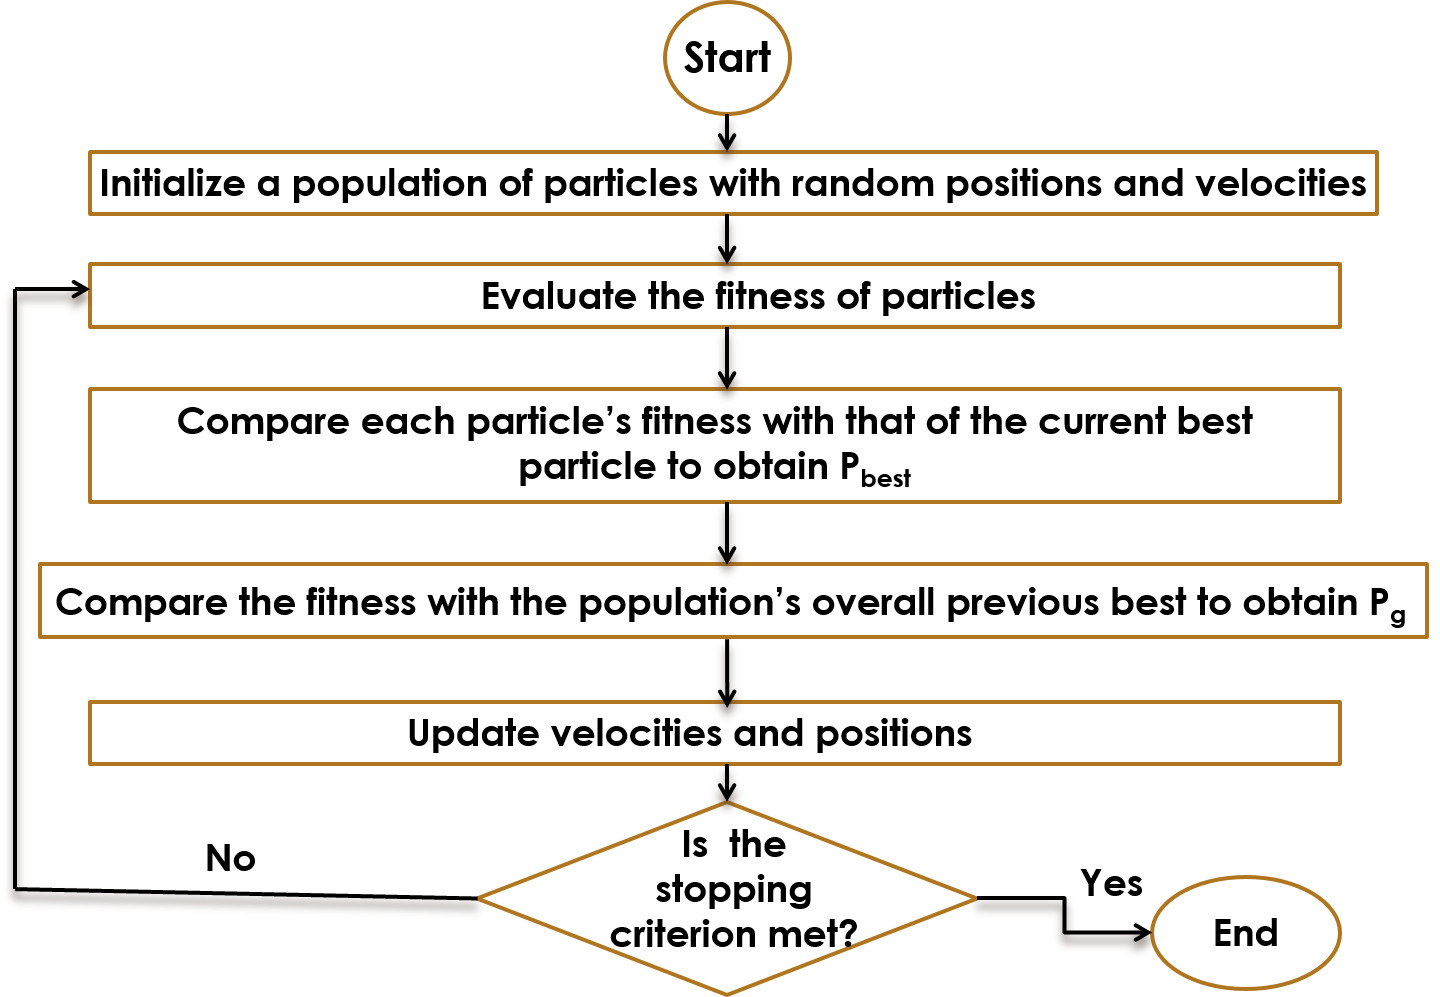 Start
Initialize a population of particles with random positions and velocities
Evaluate the fitness of particles
Compare each particle’s fitness with that of the current best
particle to obtain Pbest
Compare the fitness with the population’s overall previous best to obtain Pg
Update velocities and positions
Is the
stopping
criterion met?
No
Yes
End